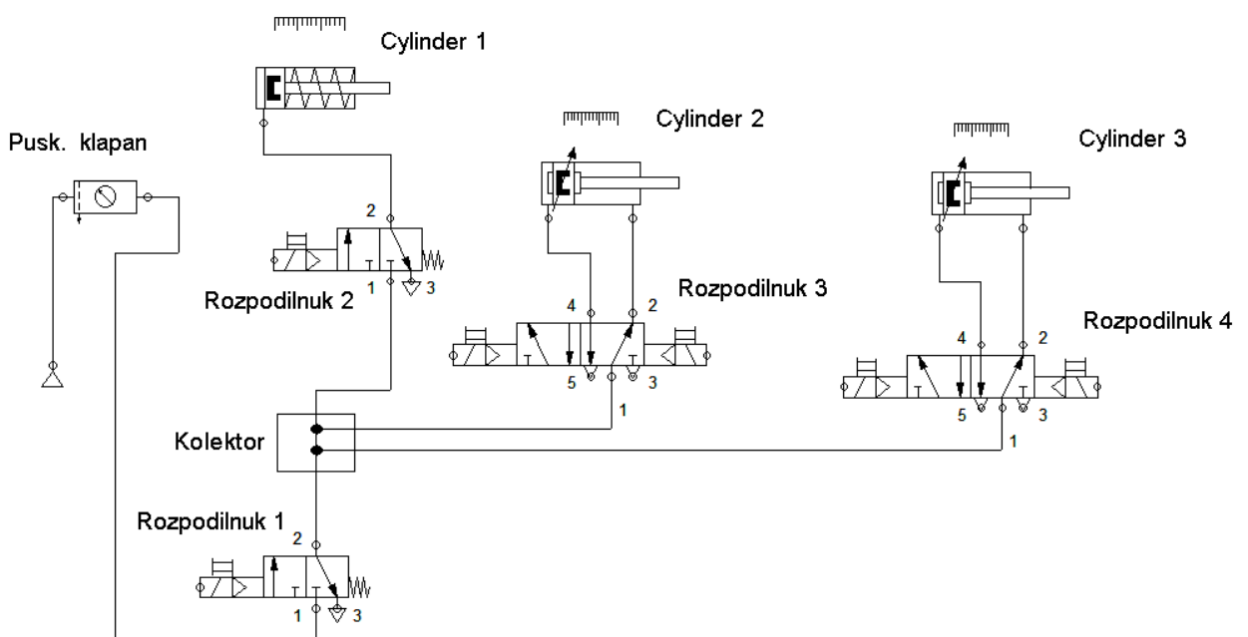 Cylinder 1
Cylinder 2
Cylinder 3
Pusk. klapan
2
Rozpodilnuk 2
1
3
Rozpodilnuk 3
4
2
5
3
1
Rozpodilnuk 4
4
2
5
3
1
Kolektor
Rozpodilnuk 1
2
1
3